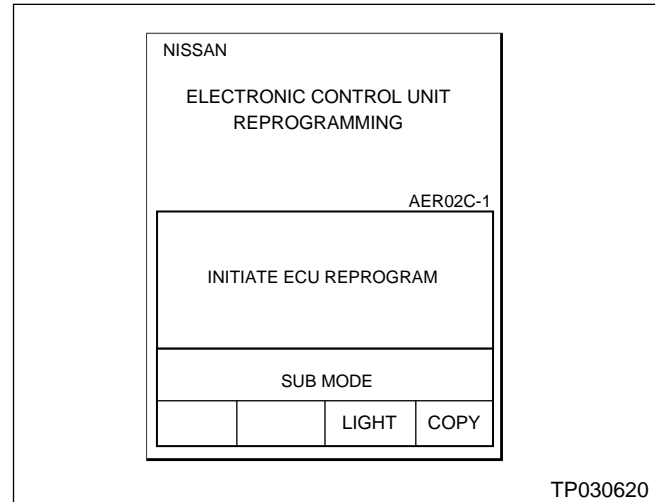 NISSAN
ELECTRONIC CONTROL UNIT
REPROGRAMMING
AER02C-1
INITIATE ECU REPROGRAM
SUB MODE
LIGHT COPY
TP030620